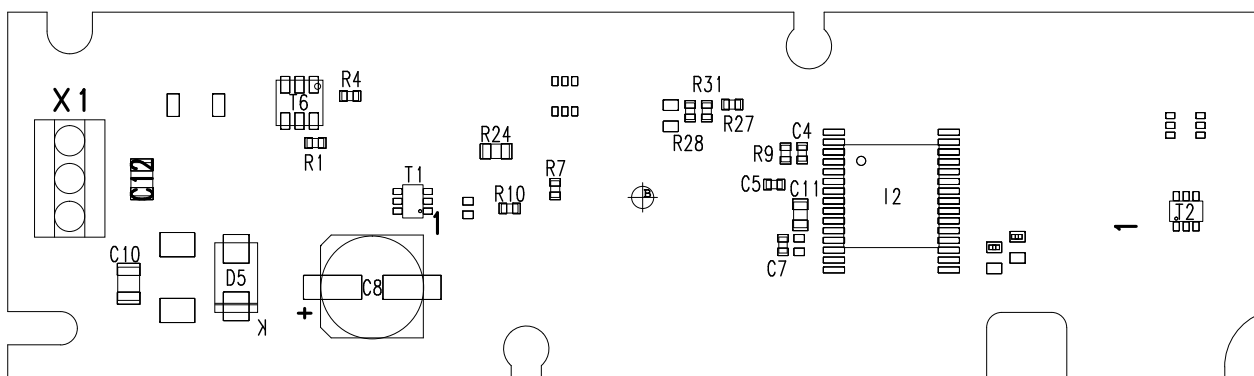 X1
T6
R4
R31
R27
R28
R1
R24
R7
R9
C4
C12
T1
R10
B
C5
C11
I2
T2
1
1
C10
D5
C8
C7
+
K